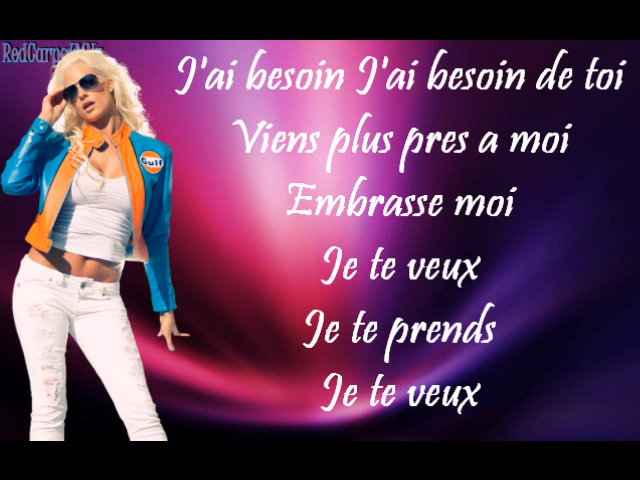 J'ai besoin J'ai besoin de toi
Viens plus pres a moi
Embrasse moi
Je te veux
Je te prends
Je te veux
Gulf